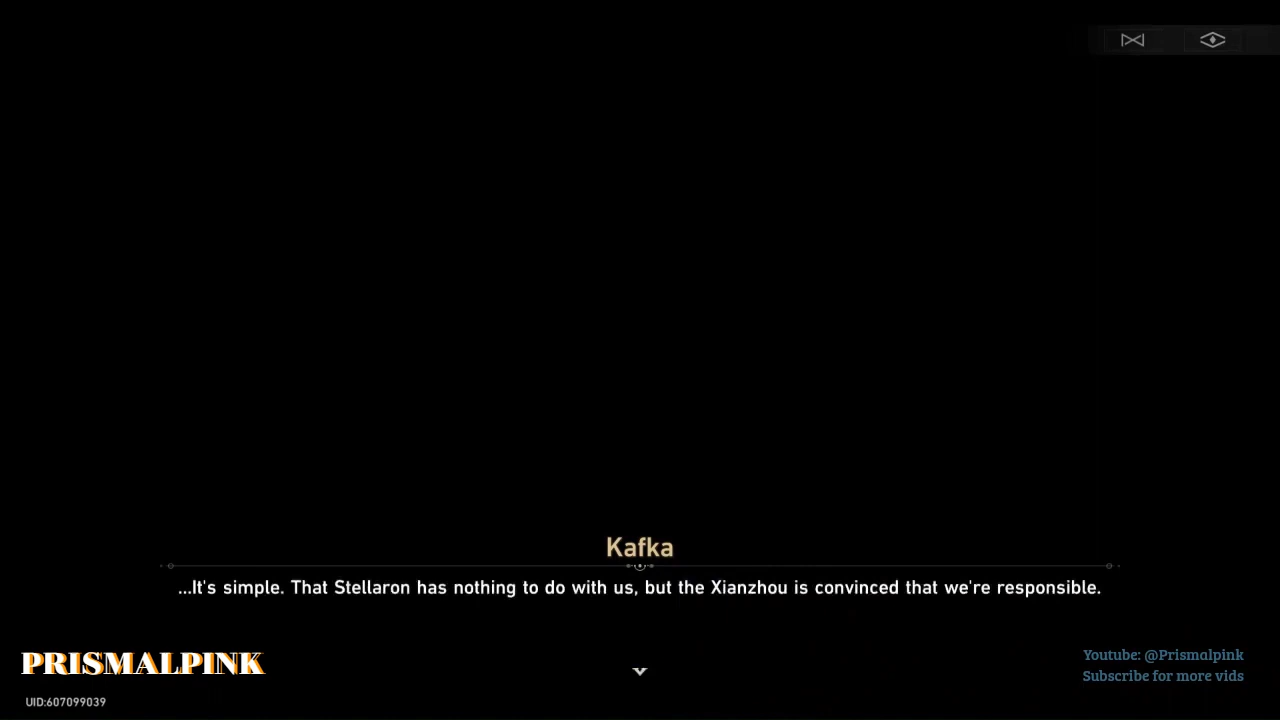 Kafka
...It's simple. That Stellaron has nothing to do with us, but the Xianzhou is convinced that we're responsible.
PRISMALPINK
Youtube: @Prismalpink
Subscribe for more vids
UID:607099039